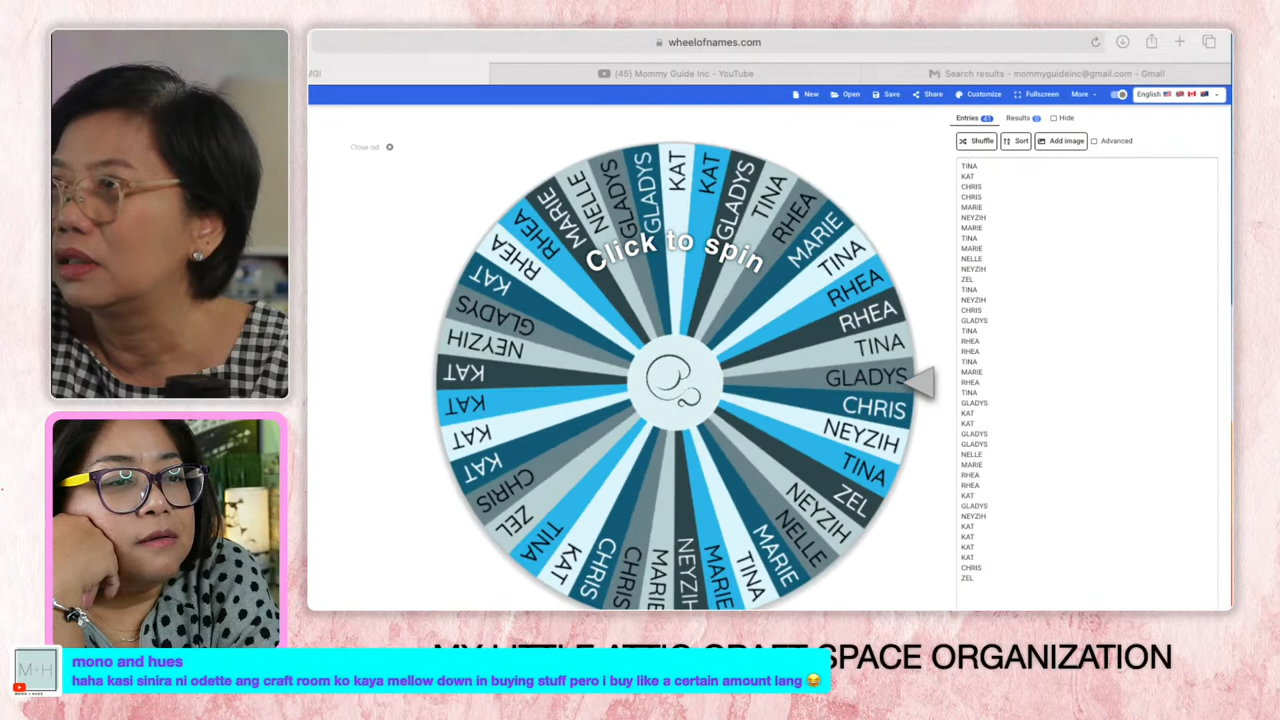 wheelofnames.com
MGI
(45) Mommy Guide Inc - YouTube
Search results - mommyguideinc@gmail.com - Gmail
New
Open
Save
Share
Customize
Fullscreen
More
English
Close ad
Entries 41
Results 0
Hide
Shuffle
Sort
Add image
Advanced
TINA
KAT
CHRIS
CHRIS
MARIE
NEYZIH
MARIE
TINA
MARIE
NELLE
NEYZIH
ZEL
TINA
NEYZIH
CHRIS
GLADYS
TINA
RHEA
RHEA
TINA
MARIE
RHEA
TINA
GLADYS
KAT
KAT
GLADYS
GLADYS
NELLE
MARIE
RHEA
RHEA
KAT
GLADYS
NEYZIH
KAT
KAT
KAT
KAT
CHRIS
ZEL
Click to spin
KAT
KAT
GLADYS
TINA
RHEA
MARIE
TINA
RHEA
RHEA
TINA
GLADYS
CHRIS
NEYZIH
TINA
ZEL
NEYZIH
NELLE
MARIE
TINA
MARIE
NEYZIH
MARIE
CHRIS
CHRIS
KAT
TINA
ZEL
CHRIS
KAT
KAT
KAT
KAT
NEYZIH
GLADYS
KAT
RHEA
RHEA
MARIE
NELLE
GLADYS
GLADYS
SPACE ORGANIZATION
M+H
mono and hues
haha kasi sinira ni odette ang craft room ko kaya mellow down in buying stuff pero i buy like a certain amount lang 😂